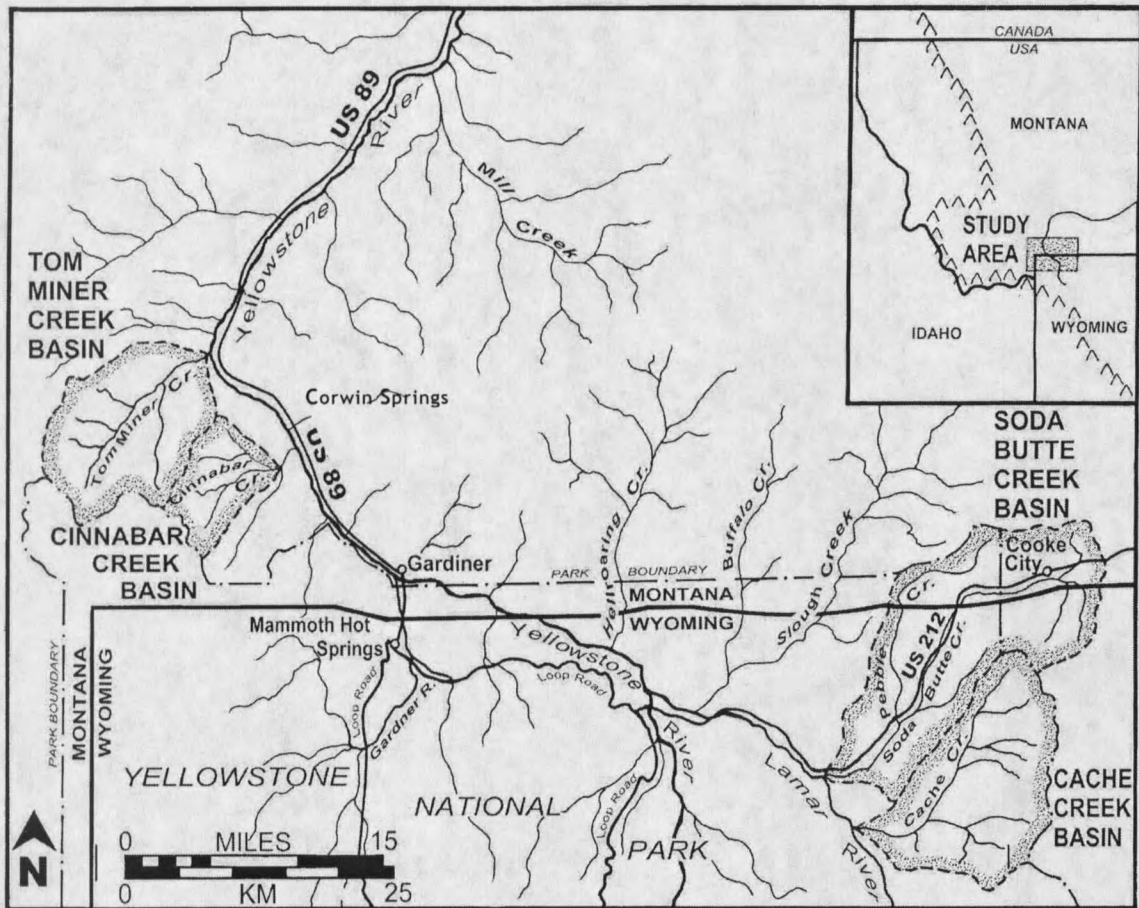 CANADA
USA
MONTANA
STUDY
AREA
IDAHO
WYOMING
US 89
River
Yellowstone
Mill
Creek
TOM
MINER
CREEK
BASIN
Tom Miner Cr.
Corwin Springs
US 89
Cinnabar
Cr.
CINNABAR
CREEK
BASIN
Gardiner
Hellroaring Cr.
Buffalo Cr.
Slough Creek
SODA
BUTTE
CREEK
BASIN
Cooke
City
PARK BOUNDARY
MONTANA
WYOMING
Mammoth Hot
Springs
Yellowstone
River
Loop Road
Loop Road
Gardner R.
Loop Road
Pebble Cr.
US 212
Soda Butte Cr.
Cache Cr.
Lamar
River
CACHE
CREEK
BASIN
PARK BOUNDARY
MONTANA
WYOMING
YELLOWSTONE
NATIONAL
PARK
N
0 MILES 15
0 KM 25